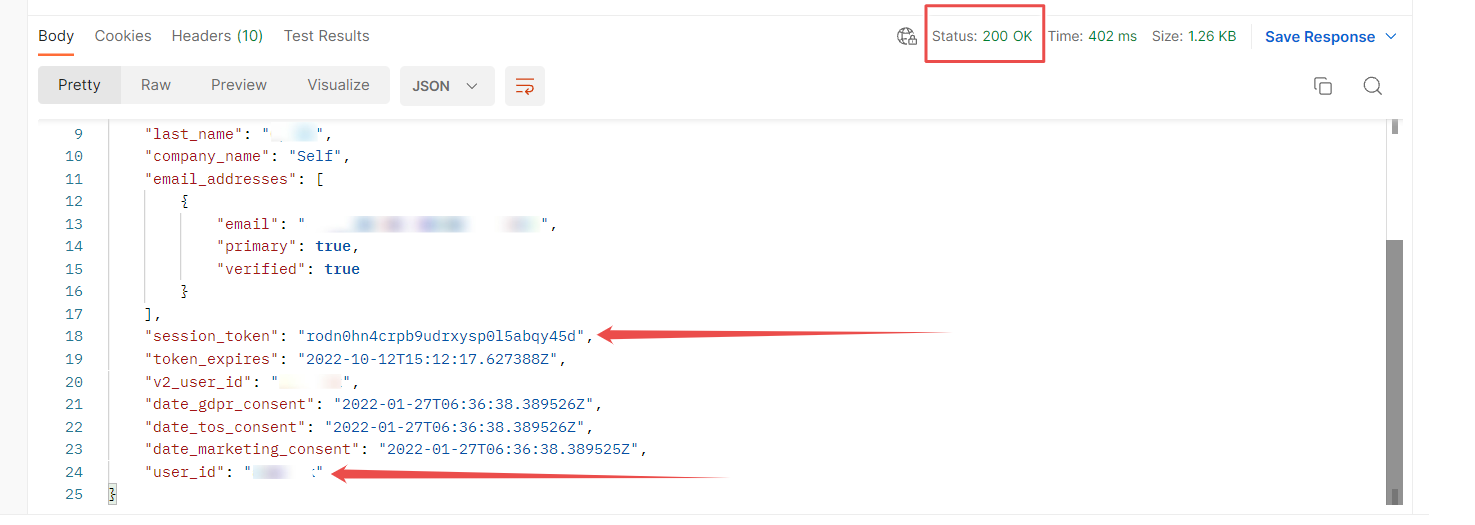 Body Cookies Headers (10) Test Results Status: 200 OK Time: 402 ms Size: 1.26 KB Save Response
Pretty Raw Preview Visualize JSON
9 "last_name": "",
10 "company_name": "Self",
11 "email_addresses": [
12 {
13 "email": "",
14 "primary": true,
15 "verified": true
16 }
17 ],
18 "session_token": "rodn0hn4crpb9udrxysp0l5abqy45d",
19 "token_expires": "2022-10-12T15:12:17.627388Z",
20 "v2_user_id": "",
21 "date_gdpr_consent": "2022-01-27T06:36:38.389526Z",
22 "date_tos_consent": "2022-01-27T06:36:38.389526Z",
23 "date_marketing_consent": "2022-01-27T06:36:38.389525Z",
24 "user_id": ""
25 }